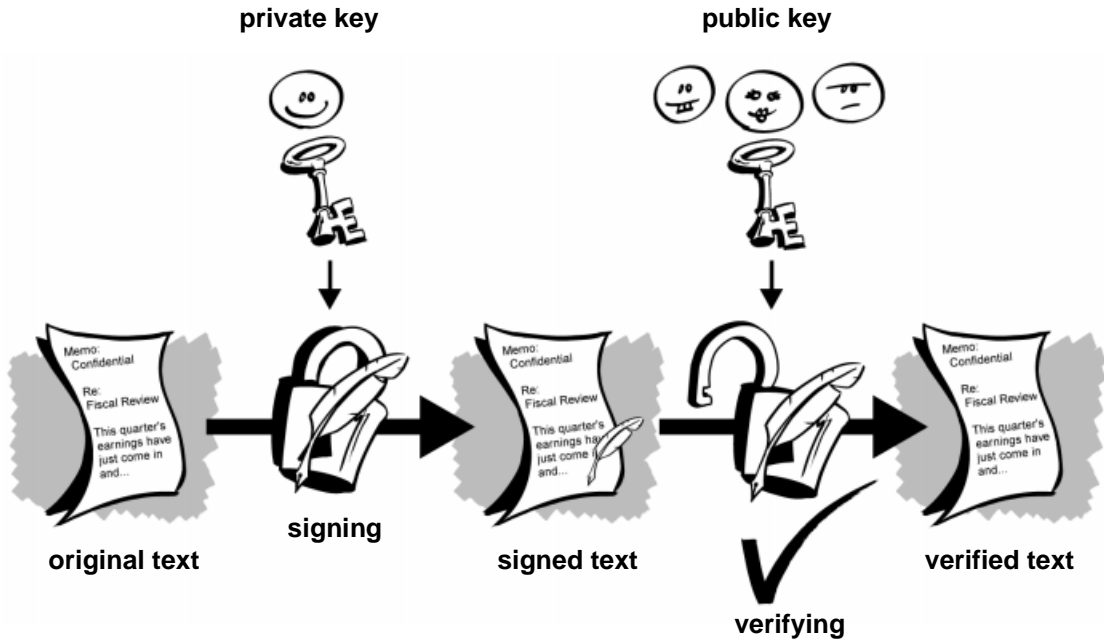 private key
public key
Memo:
Confidential
Re:
Fiscal Review
This quarter's
earnings have
just come in
and...
Memo:
Confidential
Re:
Fiscal Review
This quarter's
earnings have
just come in
and...
Memo:
Confidential
Re:
Fiscal Review
This quarter's
earnings have
just come in
and...
signing
original text
signed text
verified text
verifying